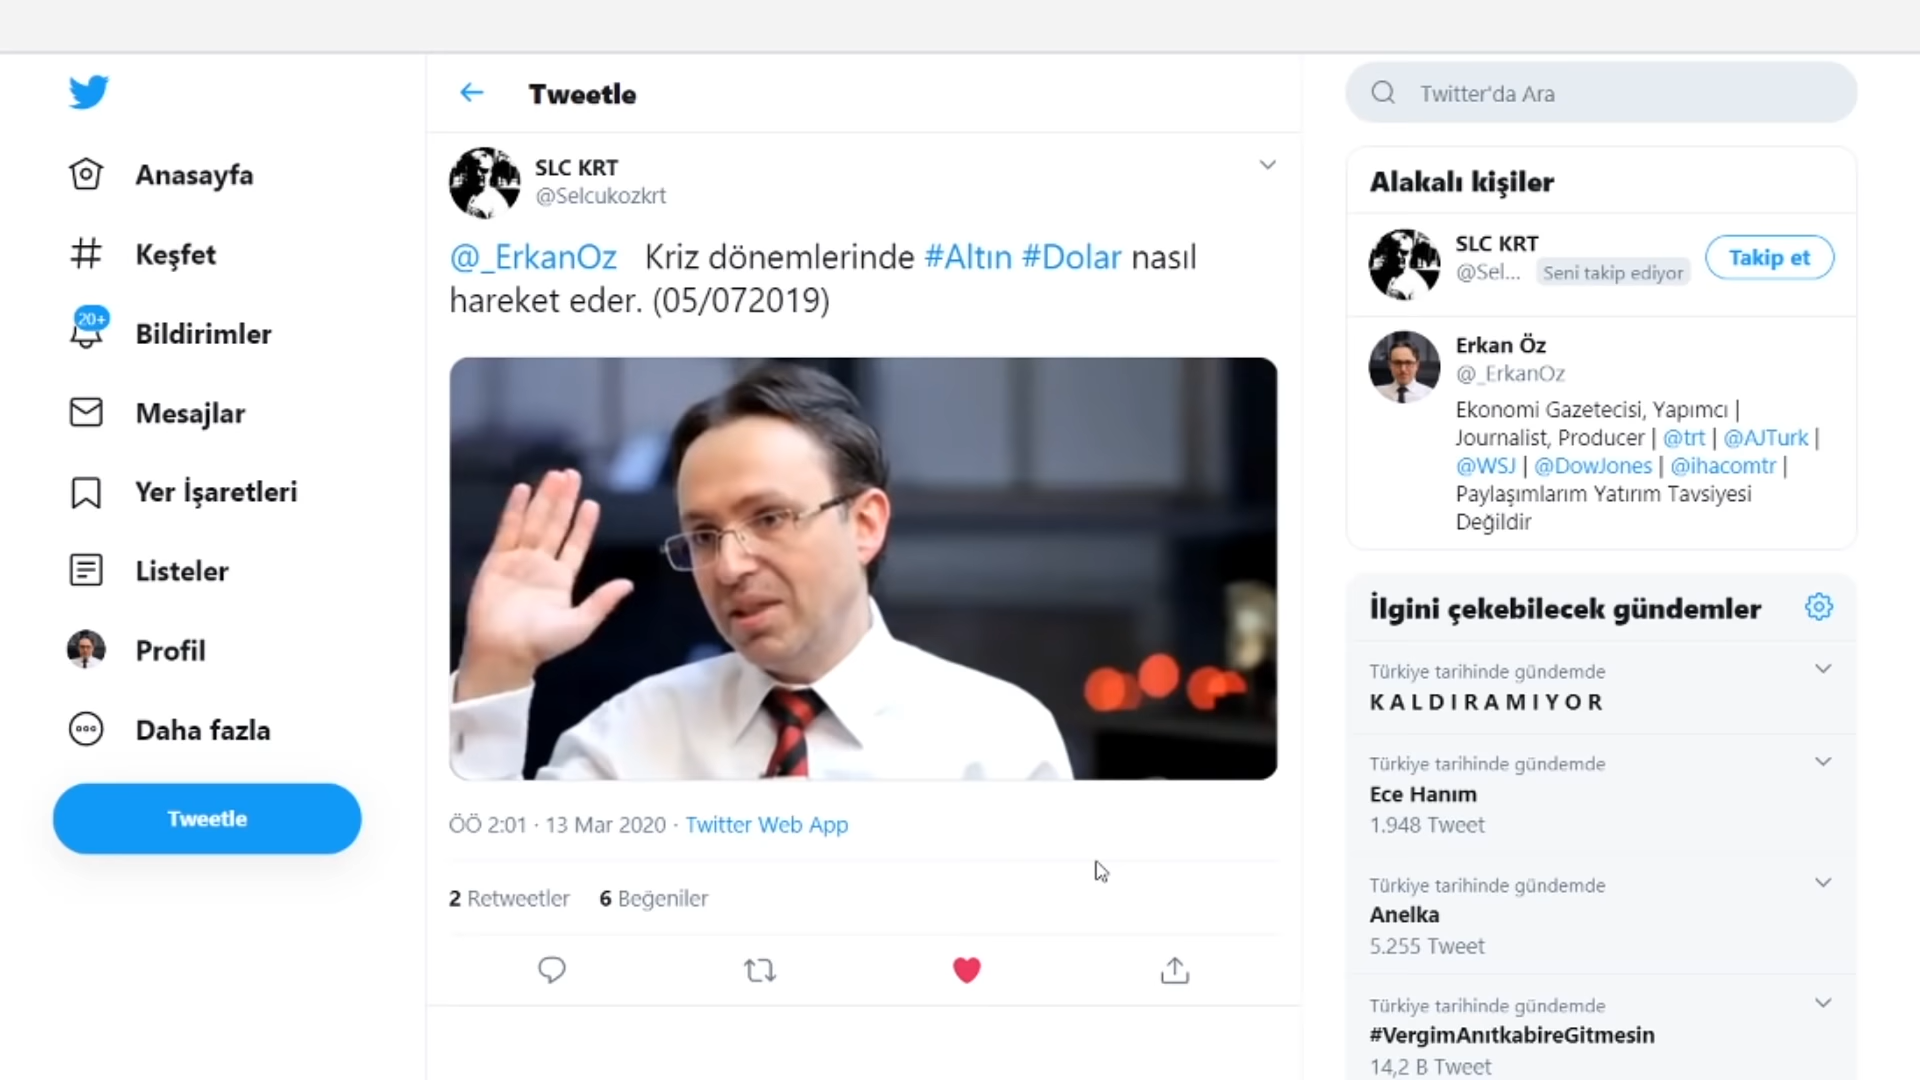 Tweetle
Twitter'da Ara
Anasayfa
Keşfet
20+
Bildirimler
Mesajlar
Yer İşaretleri
Listeler
Profil
Daha fazla
Tweetle
SLC KRT
@Selcukozkrt
@_ErkanOz Kriz dönemlerinde #Altın #Dolar nasıl
hareket eder. (05/072019)
ÖÖ 2:01 · 13 Mar 2020 · Twitter Web App
2 Retweetler 6 Beğeniler
Alakalı kişiler
SLC KRT
@Sel... Seni takip ediyor
Takip et
Erkan Öz
@_ErkanOz
Ekonomi Gazetecisi, Yapımcı |
Journalist, Producer | @trt | @AJTurk |
@WSJ | @DowJones | @ihacomtr |
Paylaşımlarım Yatırım Tavsiyesi
Değildir
İlgini çekebilecek gündemler
Türkiye tarihinde gündemde
K A L D I R A M I Y O R
Türkiye tarihinde gündemde
Ece Hanım
1.948 Tweet
Türkiye tarihinde gündemde
Anelka
5.255 Tweet
Türkiye tarihinde gündemde
#VergimAnıtkabireGitmesin
14,2 B Tweet